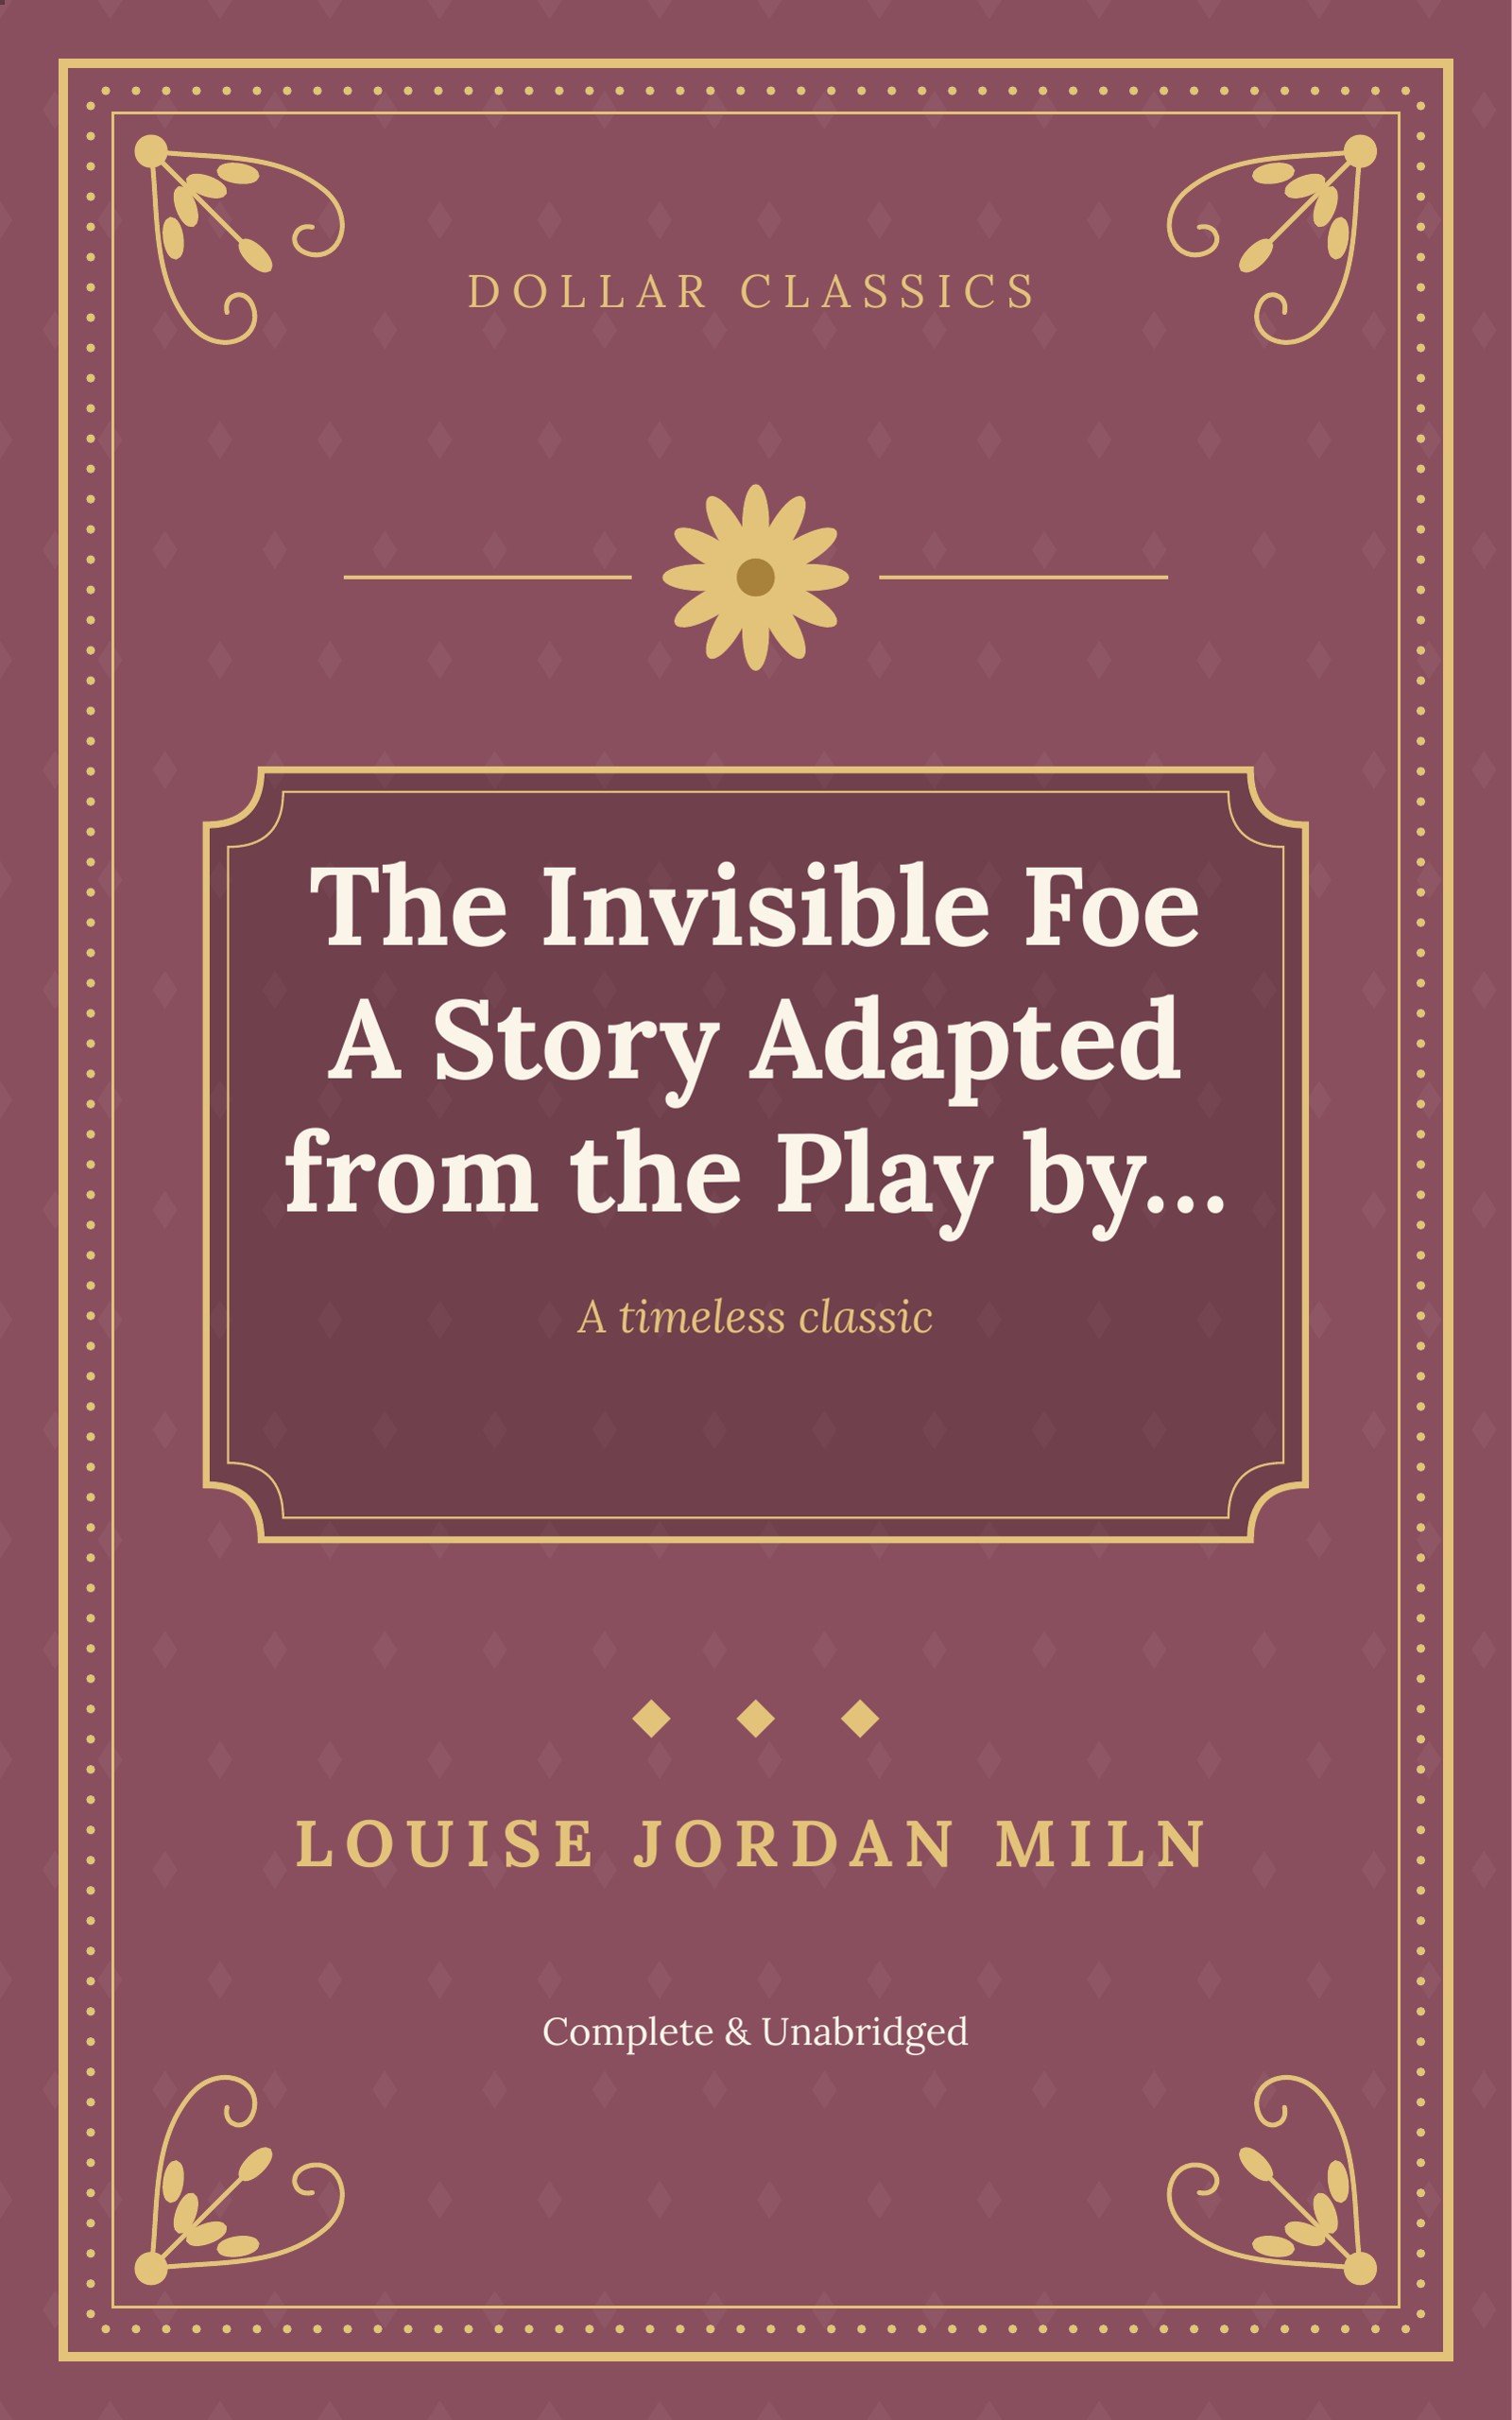 DOLLAR CLASSICS
The Invisible Foe
A Story Adapted
from the Play by...
A timeless classic
LOUISE JORDAN MILN
Complete & Unabridged